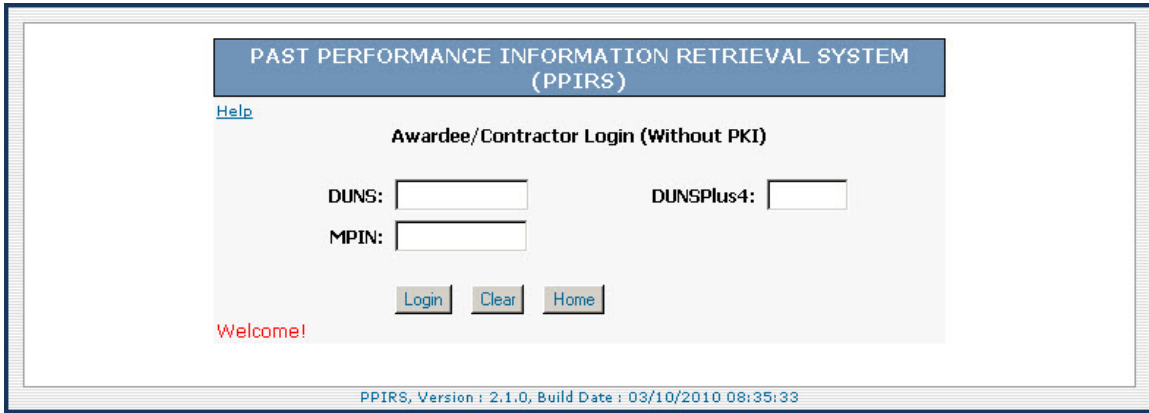 PAST PERFORMANCE INFORMATION RETRIEVAL SYSTEM
(PPIRS)
Help
Awardee/Contractor Login (Without PKI)
DUNS: DUNSPlus4:
MPIN:
Login Clear Home
Welcome!
PPIRS, Version : 2.1.0, Build Date : 03/10/2010 08:35:33